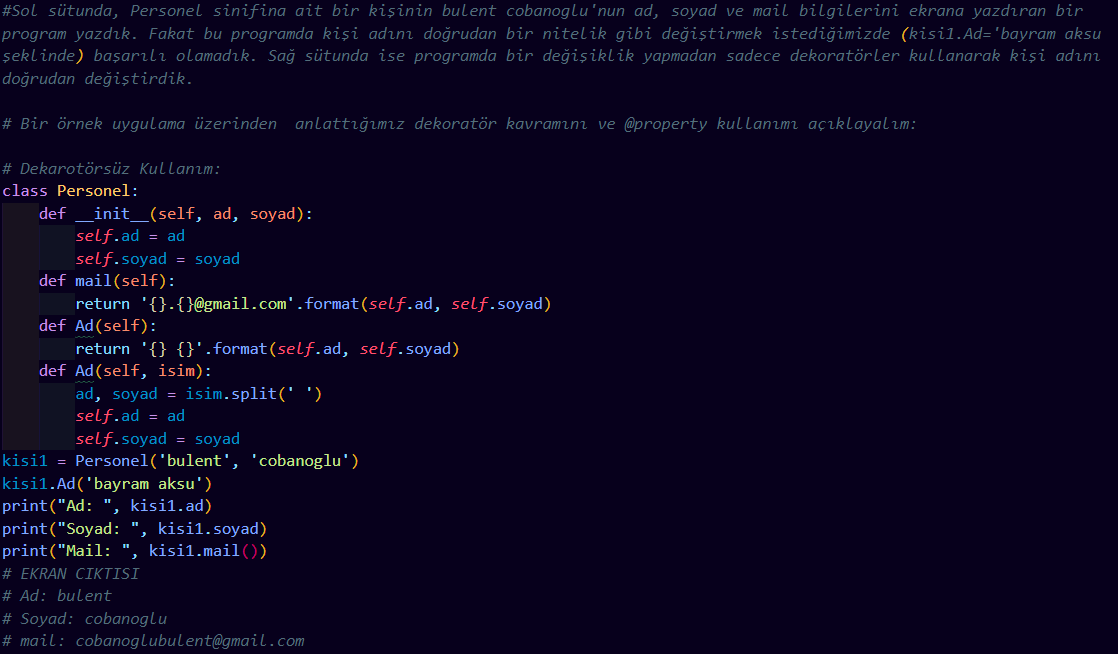 #Sol sütunda, Personel sinifina ait bir kişinin bulent cobanoglu'nun ad, soyad ve mail bilgilerini ekrana yazdıran bir
program yazdık. Fakat bu programda kişi adını doğrudan bir nitelik gibi değiştirmek istediğimizde (kisi1.Ad='bayram aksu
şeklinde) başarılı olamadık. Sağ sütunda ise programda bir değişiklik yapmadan sadece dekoratörler kullanarak kişi adını
doğrudan değiştirdik.
# Bir örnek uygulama üzerinden  anlattığımız dekoratör kavramını ve @property kullanımı açıklayalım:
# Dekarotörsüz Kullanım:
class Personel:
    def __init__(self, ad, soyad):
        self.ad = ad
        self.soyad = soyad
    def mail(self):
        return '{}.{}@gmail.com'.format(self.ad, self.soyad)
    def Ad(self):
        return '{} {}'.format(self.ad, self.soyad)
    def Ad(self, isim):
        ad, soyad = isim.split(' ')
        self.ad = ad
        self.soyad = soyad
kisi1 = Personel('bulent', 'cobanoglu')
kisi1.Ad('bayram aksu')
print("Ad: ", kisi1.ad)
print("Soyad: ", kisi1.soyad)
print("Mail: ", kisi1.mail())
# EKRAN CIKTISI
# Ad: bulent
# Soyad: cobanoglu
# mail: cobanoglubulent@gmail.com